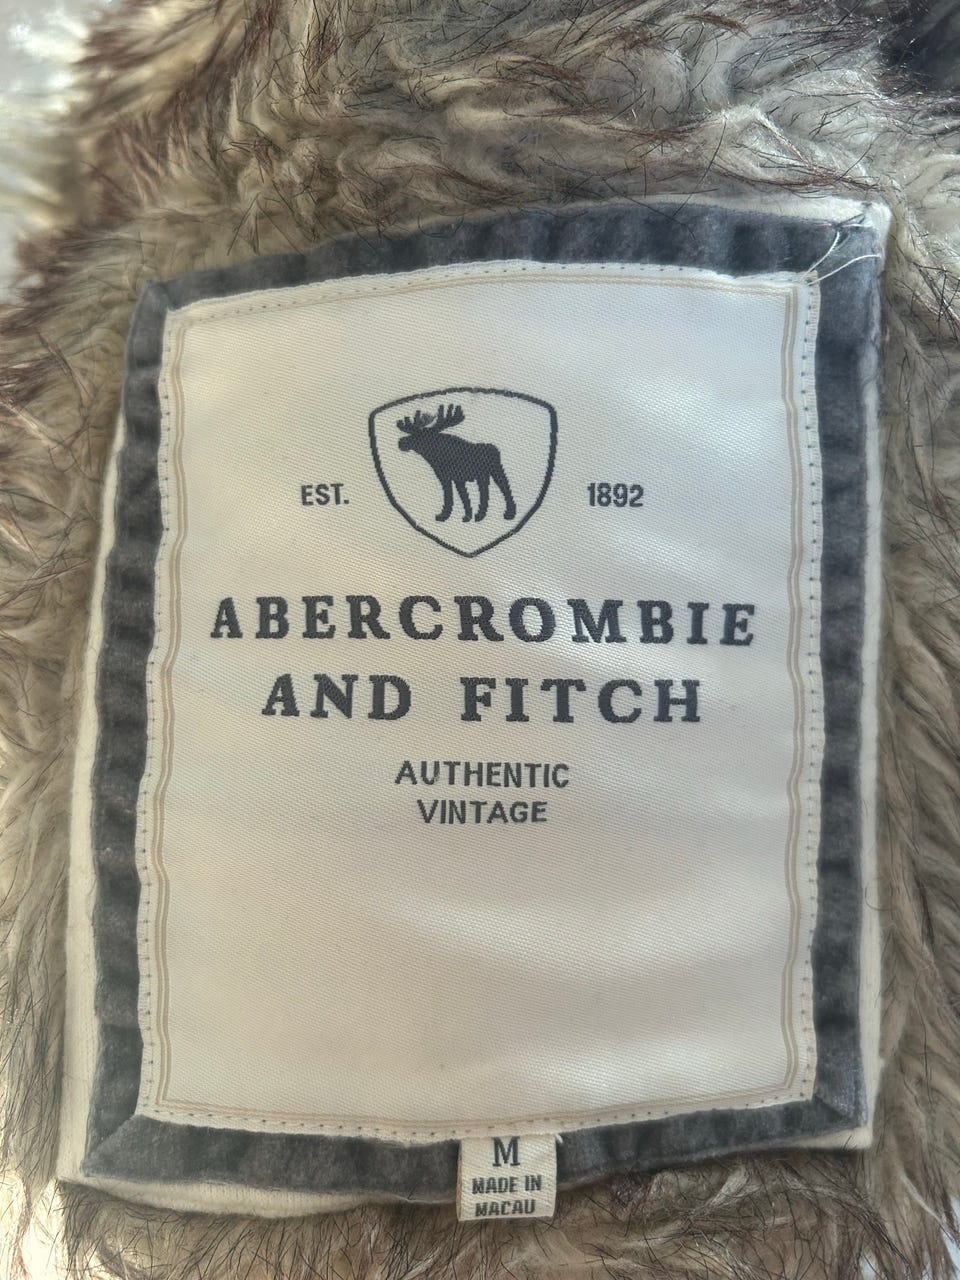 EST. 1892
ABERCROMBIE
AND FITCH
AUTHENTIC
VINTAGE
M
MADE IN
MACAU